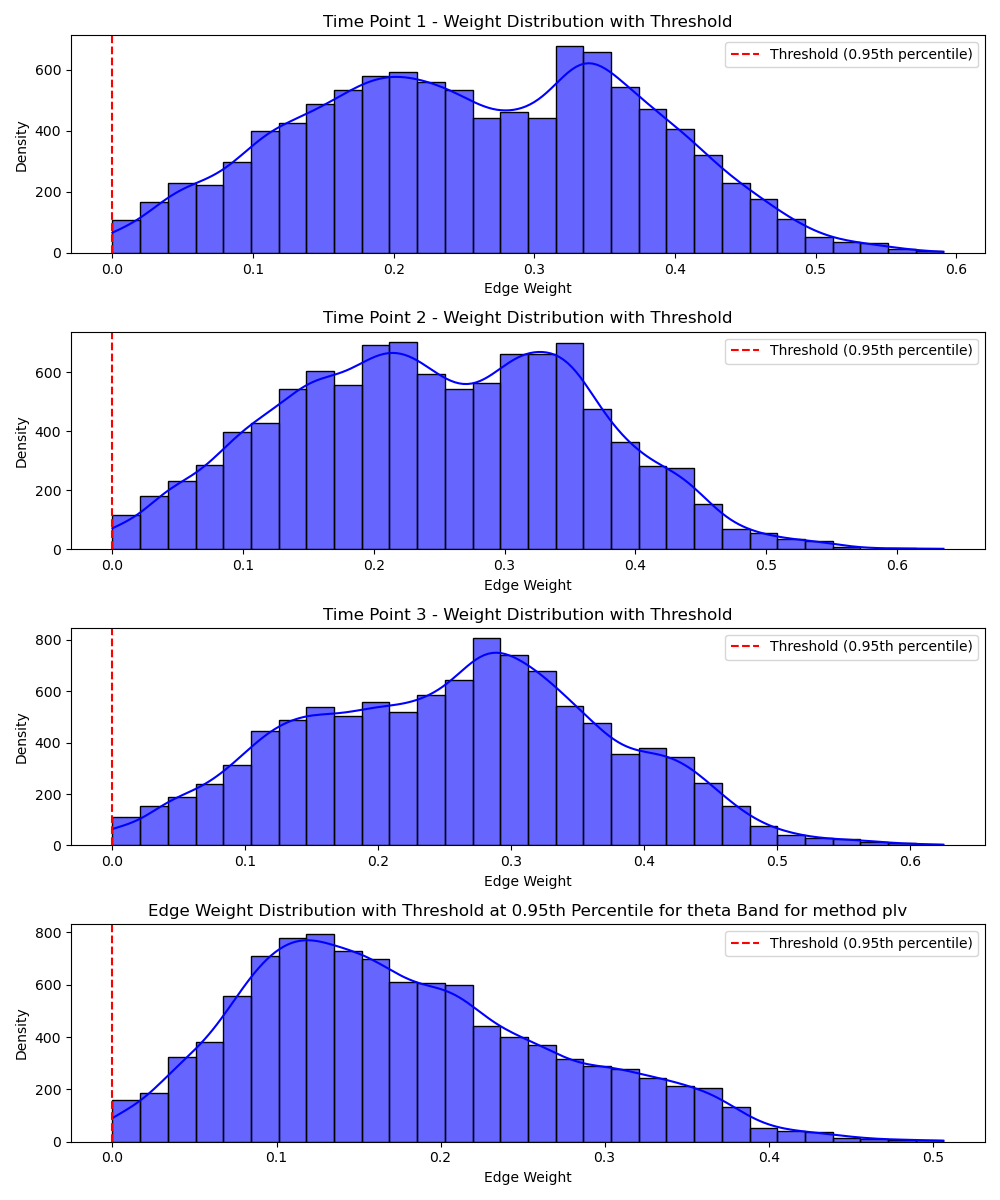 Time Point 1 - Weight Distribution with Threshold
Threshold (0.95th percentile)
Density
600
400
200
0
0.0 0.1 0.2 0.3 0.4 0.5 0.6
Edge Weight
Time Point 2 - Weight Distribution with Threshold
Threshold (0.95th percentile)
Density
600
400
200
0
0.0 0.1 0.2 0.3 0.4 0.5 0.6
Edge Weight
Time Point 3 - Weight Distribution with Threshold
Threshold (0.95th percentile)
Density
800
600
400
200
0
0.0 0.1 0.2 0.3 0.4 0.5 0.6
Edge Weight
Edge Weight Distribution with Threshold at 0.95th Percentile for theta Band for method plv
Threshold (0.95th percentile)
Density
800
600
400
200
0
0.0 0.1 0.2 0.3 0.4 0.5
Edge Weight